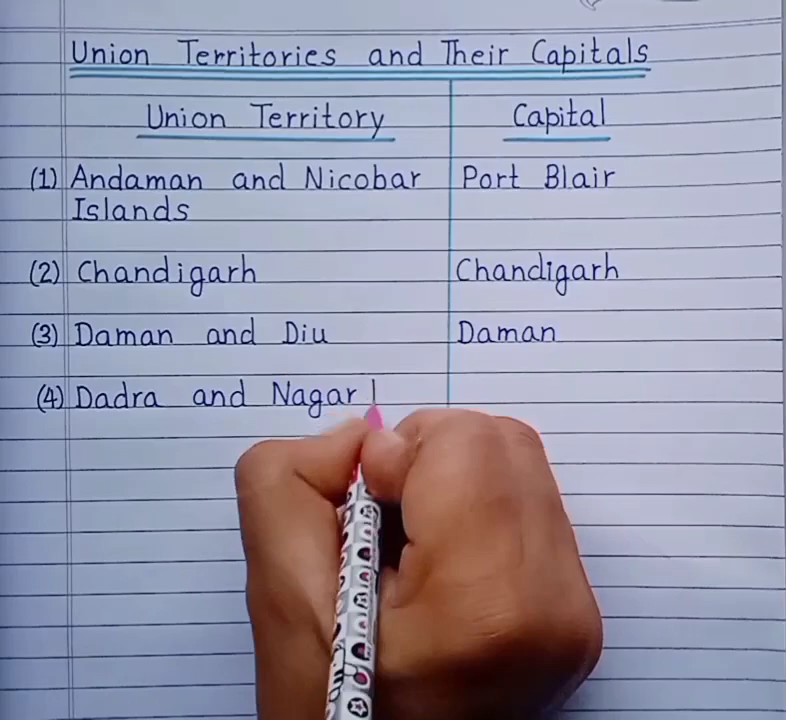 Union Territories and Their Capitals
Union Territory Capital
(1) Andaman and Nicobar Port Blair
Islands
(2) Chandigarh Chandigarh
(3) Daman and Diu Daman
(4) Dadra and Nagar